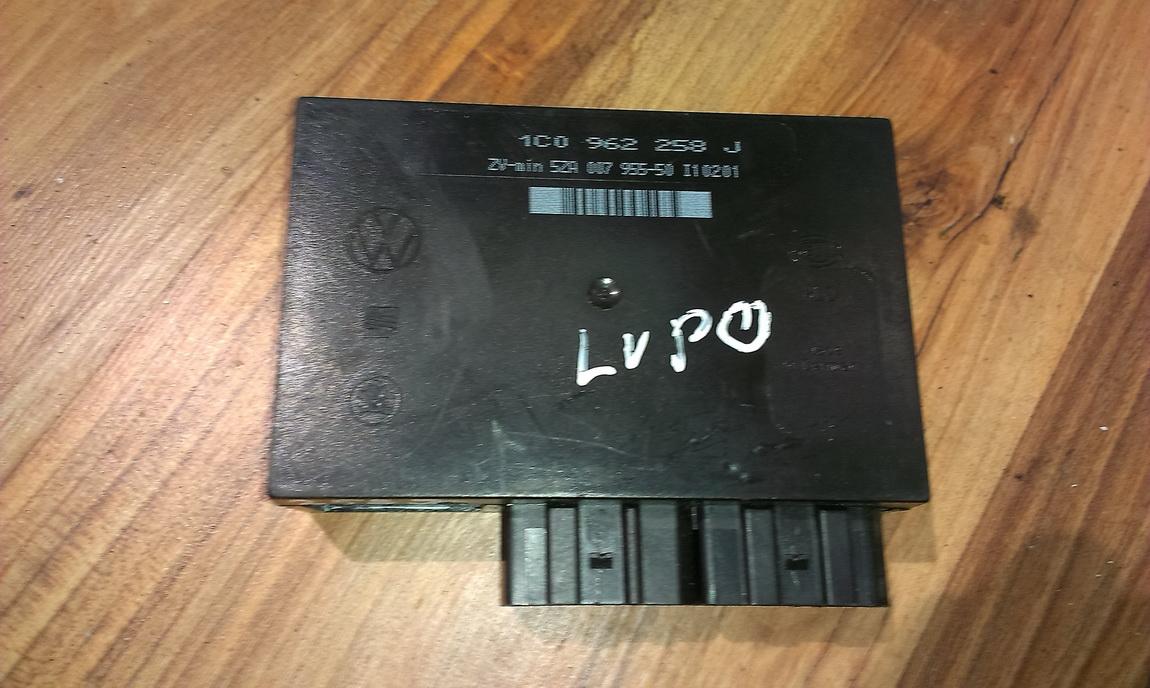 1C0 962 258 J
ZV-min 5ZA 007 955-50 I10201
Lupo